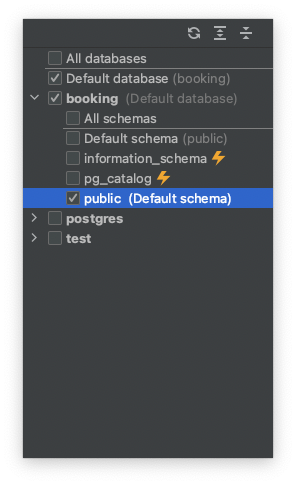 All databases
Default database (booking)
booking (Default database)
All schemas
Default schema (public)
information_schema
pg_catalog
public (Default schema)
postgres
test